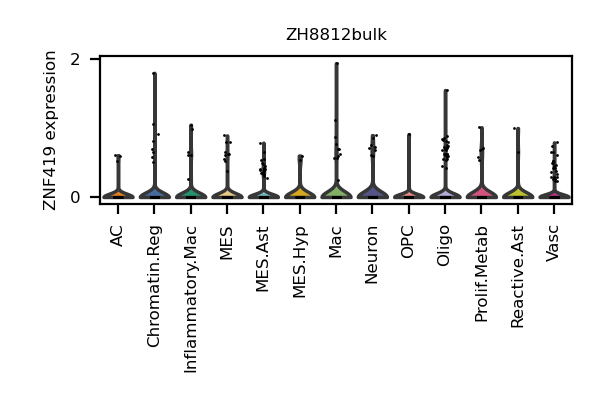 ZH8812bulk
ZNF419 expression
2
0
AC
Chromatin.Reg
Inflammatory.Mac
MES
MES.Ast
MES.Hyp
Mac
Neuron
OPC
Oligo
Prolif.Metab
Reactive.Ast
Vasc